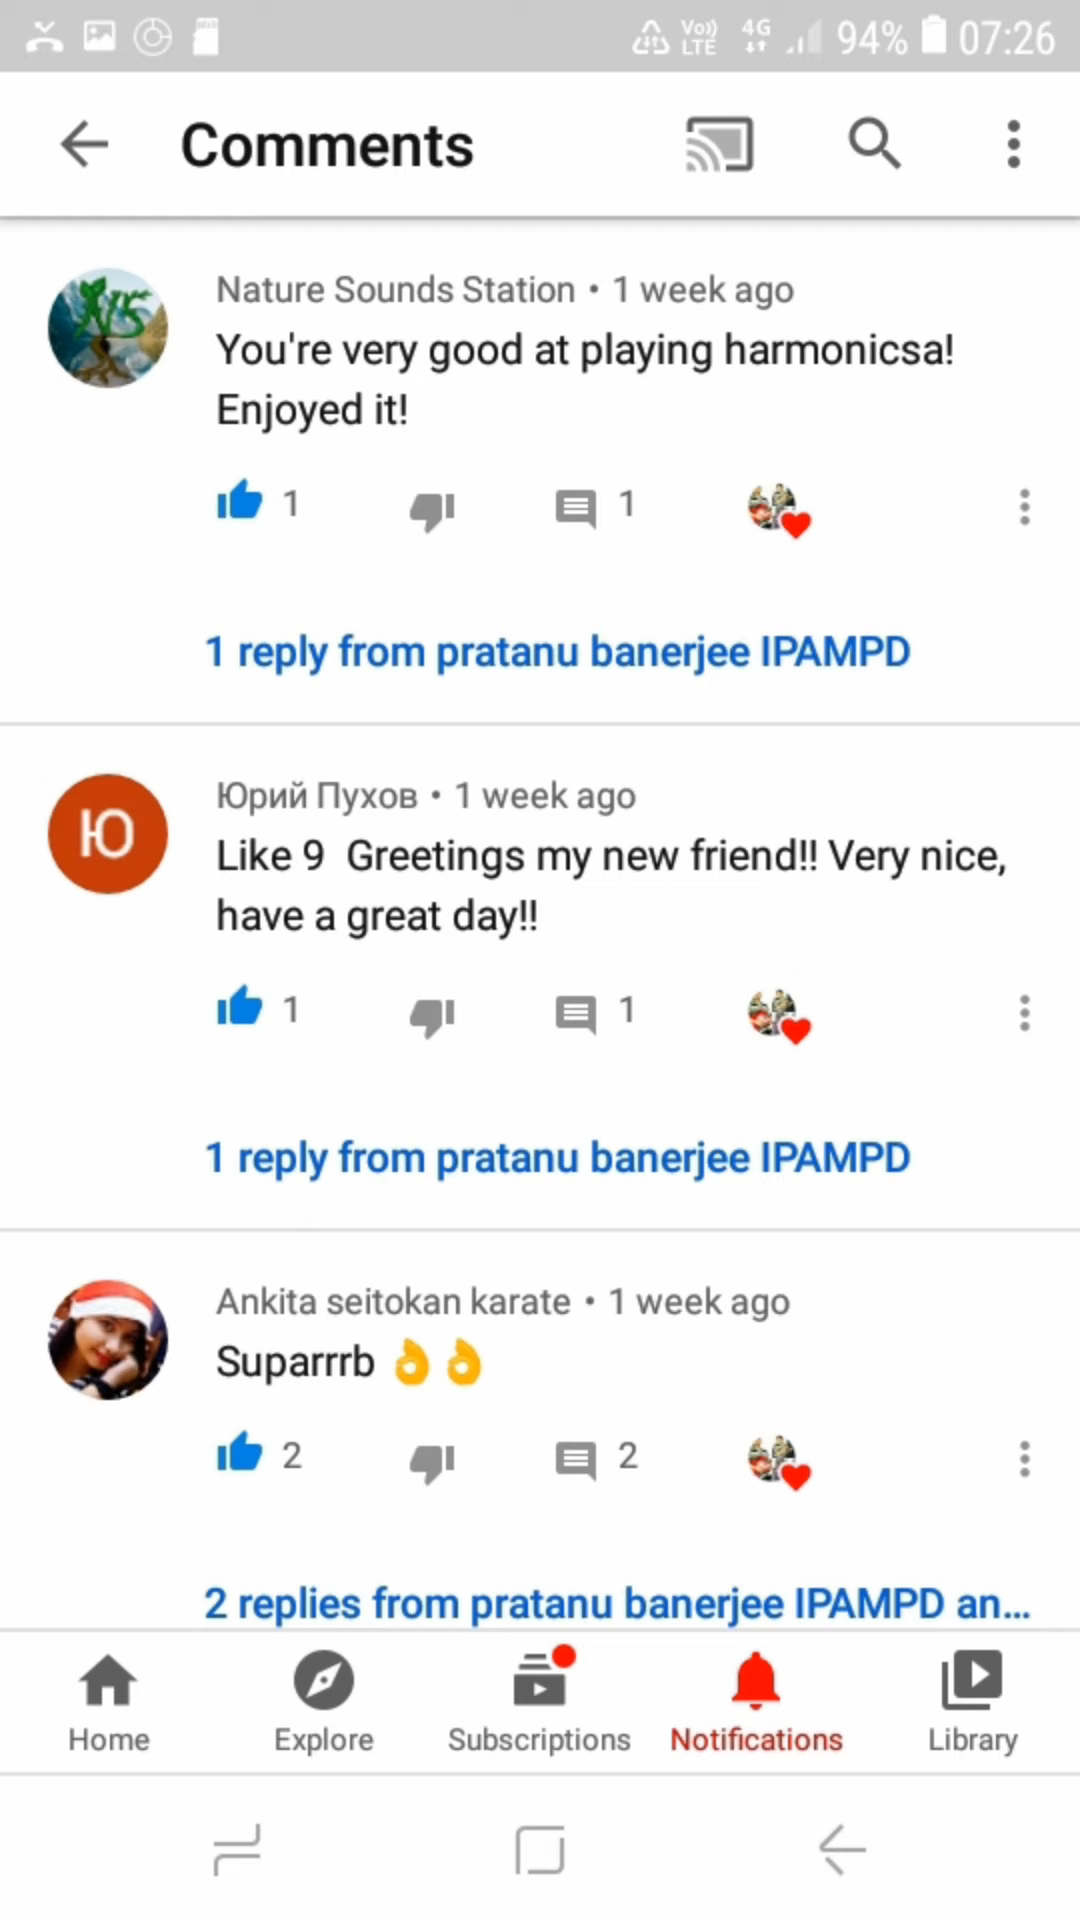 Vo)) LTE 4G 94% 07:26
Comments
Nature Sounds Station • 1 week ago
You're very good at playing harmonicsa!
Enjoyed it!
1 1
1 reply from pratanu banerjee IPAMPD
Ю
Юрий Пухов • 1 week ago
Like 9  Greetings my new friend!! Very nice,
have a great day!!
1 1
1 reply from pratanu banerjee IPAMPD
Ankita seitokan karate • 1 week ago
Suparrrb 👌👌
2 2
2 replies from pratanu banerjee IPAMPD an...
Home Explore Subscriptions Notifications Library